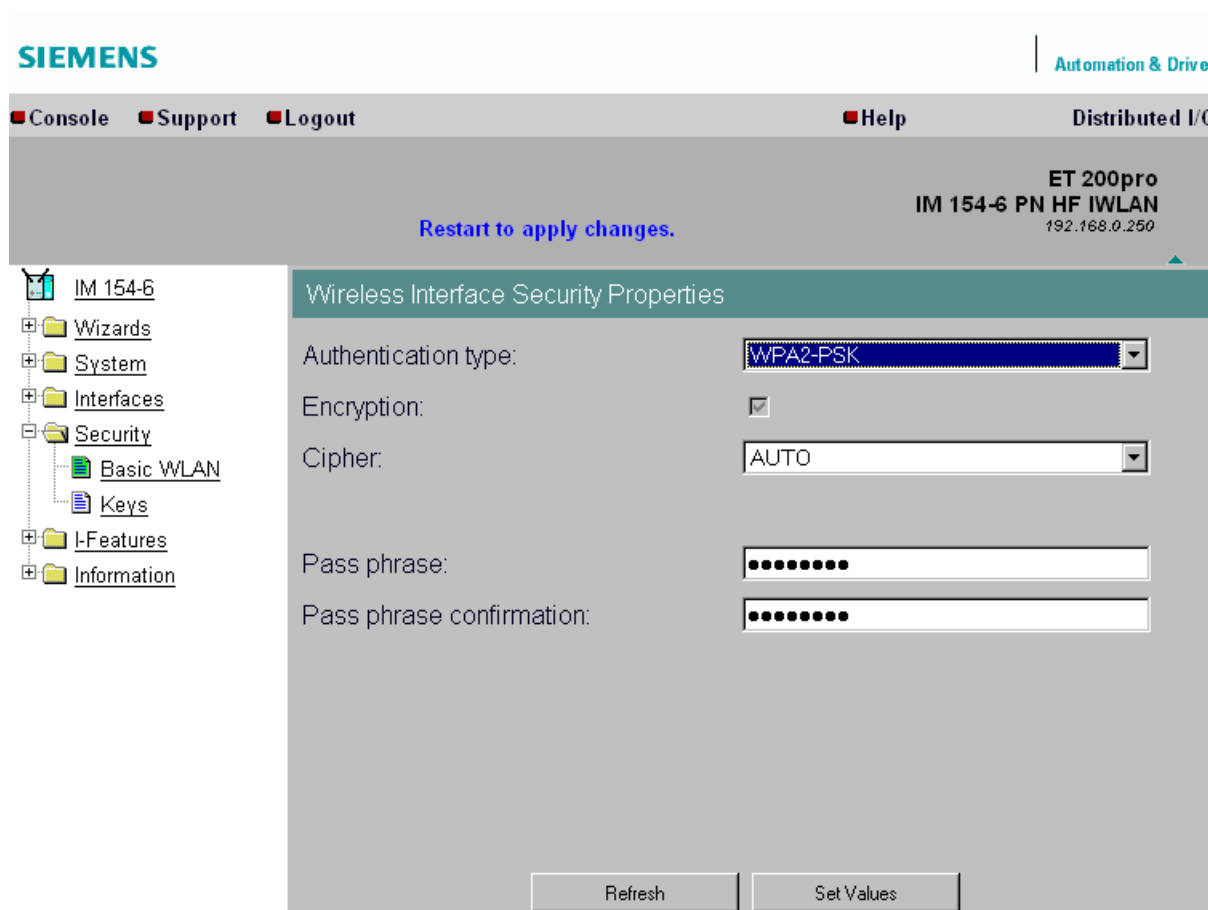 SIEMENS
Automation & Drive
Console Support Logout Help Distributed I/
ET 200pro
IM 154-6 PN HF IWLAN
192.168.0.250
Restart to apply changes.
IM 154-6
Wizards
System
Interfaces
Security
Basic WLAN
Keys
I-Features
Information
Wireless Interface Security Properties
Authentication type: WPA2-PSK
Encryption:
Cipher: AUTO
Pass phrase: ●●●●●●●●
Pass phrase confirmation: ●●●●●●●●
Refresh Set Values